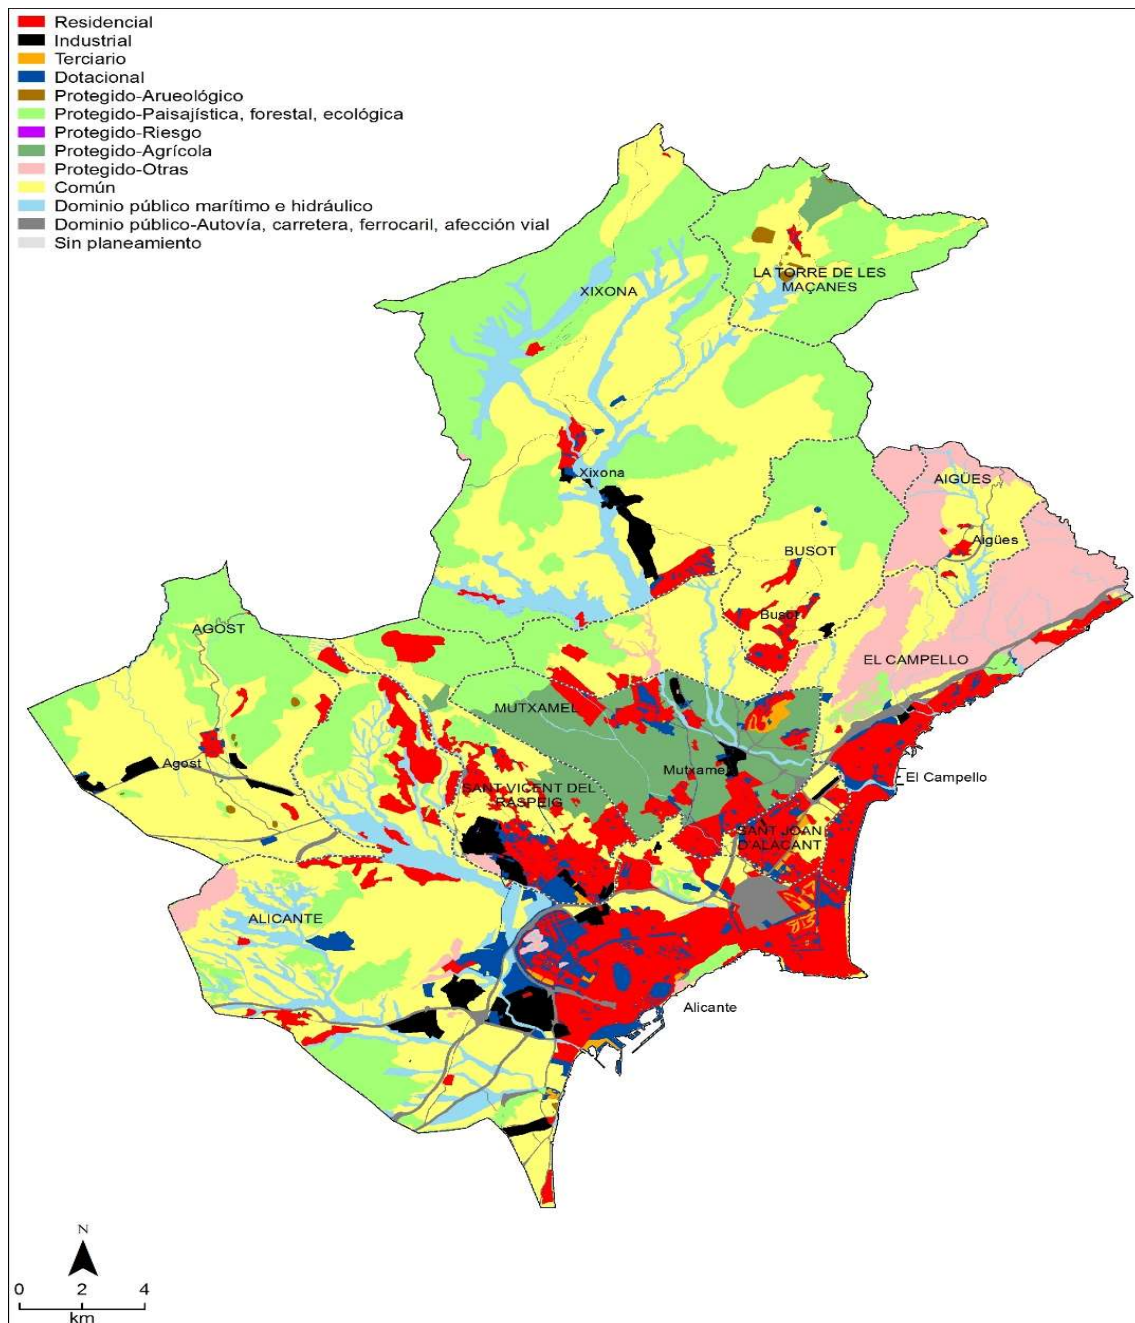 Residencial
Industrial
Terciario
Dotacional
Protegido-Arueológico
Protegido-Paisajística, forestal, ecológica
Protegido-Riesgo
Protegido-Agrícola
Protegido-Otras
Común
Dominio público marítimo e hidráulico
Dominio público-Autovía, carretera, ferrocaril, afección vial
Sin planeamiento
LA TORRE DE LES
MAÇANES
XIXONA
Xixona
AIGÜES
Aigües
BUSOT
Busot
AGOST
EL CAMPELLO
MUTXAMEL
Agost
Mutxamel
El Campello
SANT VICENT DEL
RASPEIG
SANT JOAN
D'ALACANT
ALICANTE
Alicante
N
0 2 4
km